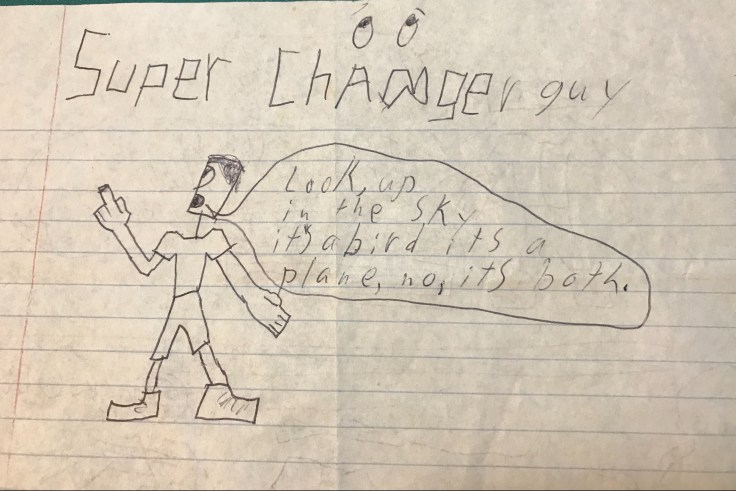 Super Changer guy
Look, up
in the sky
it's a bird its a
plane, no, its both.